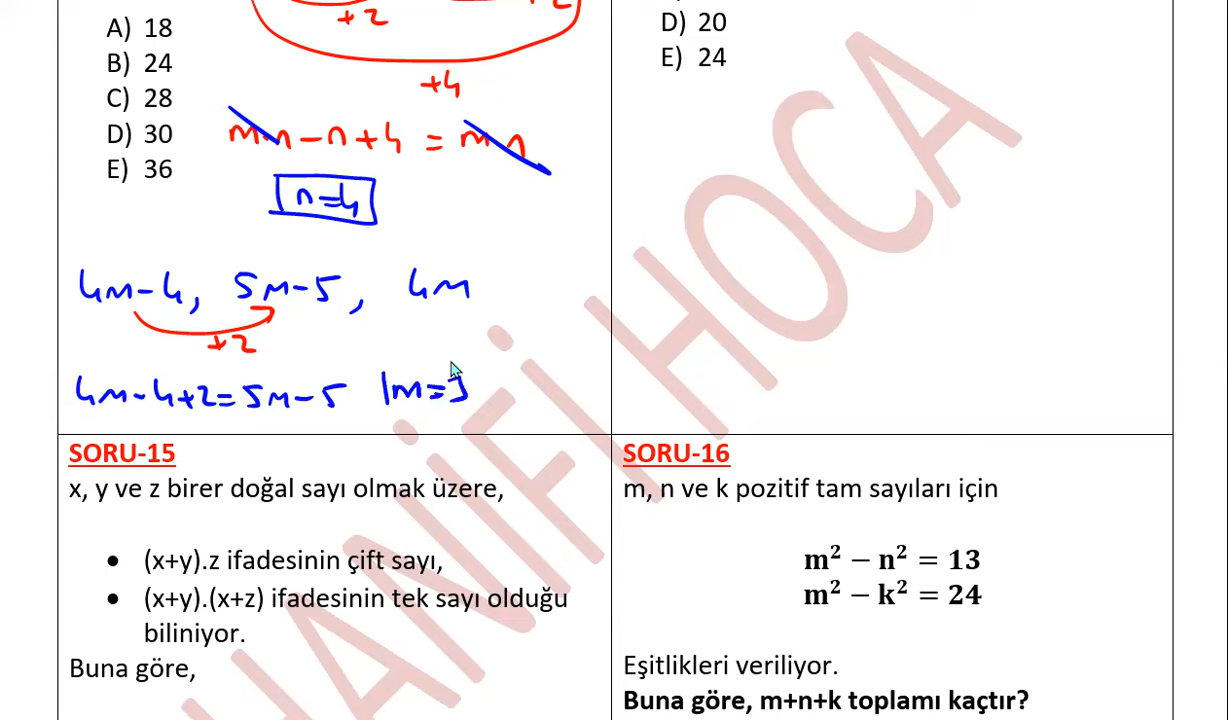 +2
+2
A) 18
B) 24
C) 28
D) 30
E) 36
+4
m.n - n + 4 = m.n
n=4
4m-4, 5m-5, 4m
+2
4m-4+2=5m-5 m=3
D) 20
E) 24
SORU-15
x, y ve z birer doğal sayı olmak üzere,
• (x+y).z ifadesinin çift sayı,
• (x+y).(x+z) ifadesinin tek sayı olduğu
biliniyor.
Buna göre,
SORU-16
m, n ve k pozitif tam sayıları için
m² − n² = 13
m² − k² = 24
Eşitlikleri veriliyor.
Buna göre, m+n+k toplamı kaçtır?
HANİFİ HOCA